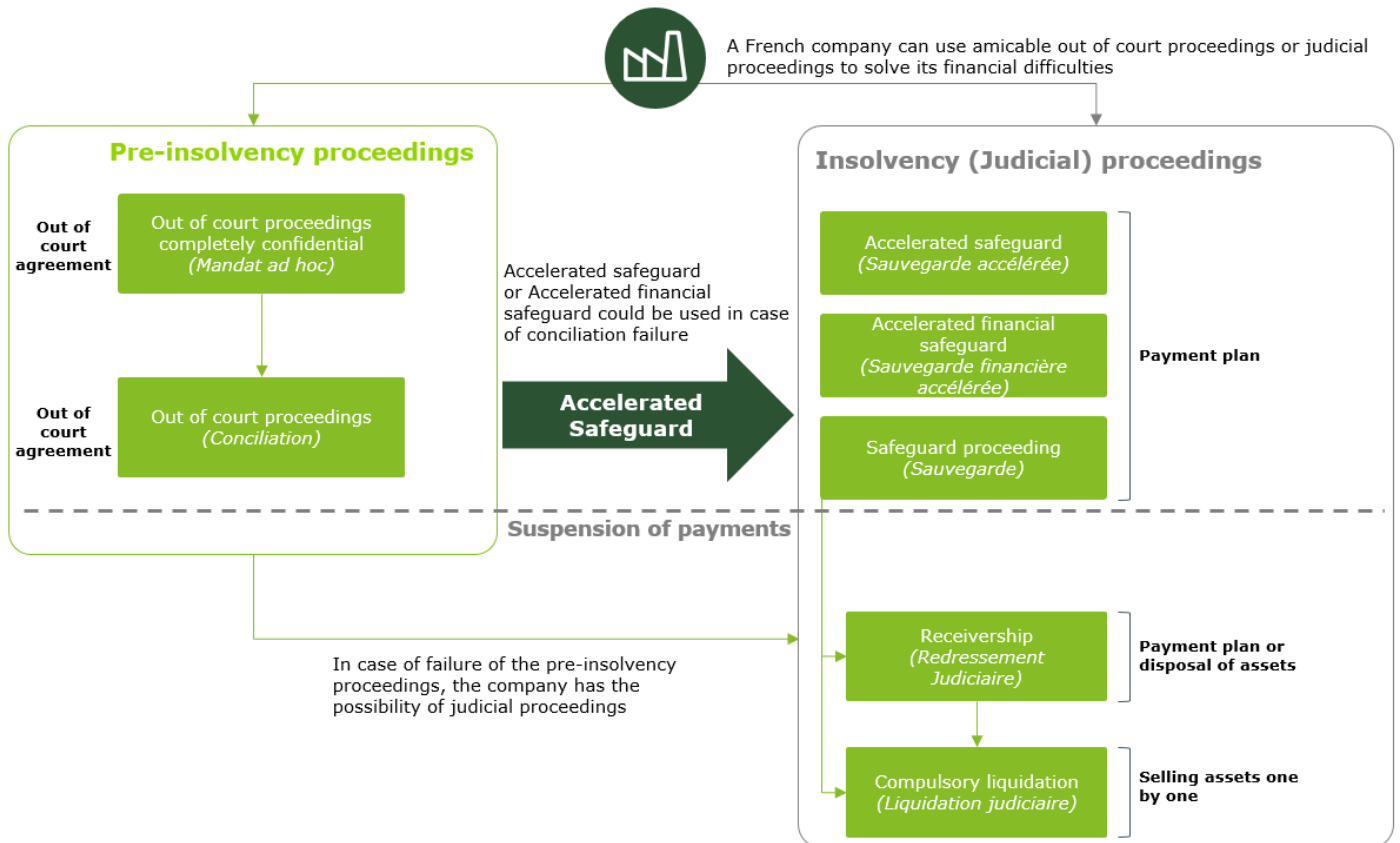 A French company can use amicable out of court proceedings or judicial
proceedings to solve its financial difficulties
Pre-insolvency proceedings
Out of
court
agreement
Out of court proceedings
completely confidential
(Mandat ad hoc)
Out of
court
agreement
Out of court proceedings
(Conciliation)
Accelerated safeguard
or Accelerated financial
safeguard could be used in case
of conciliation failure
Accelerated
Safeguard
Insolvency (Judicial) proceedings
Accelerated safeguard
(Sauvegarde accélérée)
Accelerated financial
safeguard
(Sauvegarde financière
accélérée)
Safeguard proceeding
(Sauvegarde)
Payment plan
Suspension of payments
In case of failure of the pre-insolvency
proceedings, the company has the
possibility of judicial proceedings
Receivership
(Redressement
Judiciaire)
Payment plan or
disposal of assets
Compulsory liquidation
(Liquidation judiciaire)
Selling assets one
by one